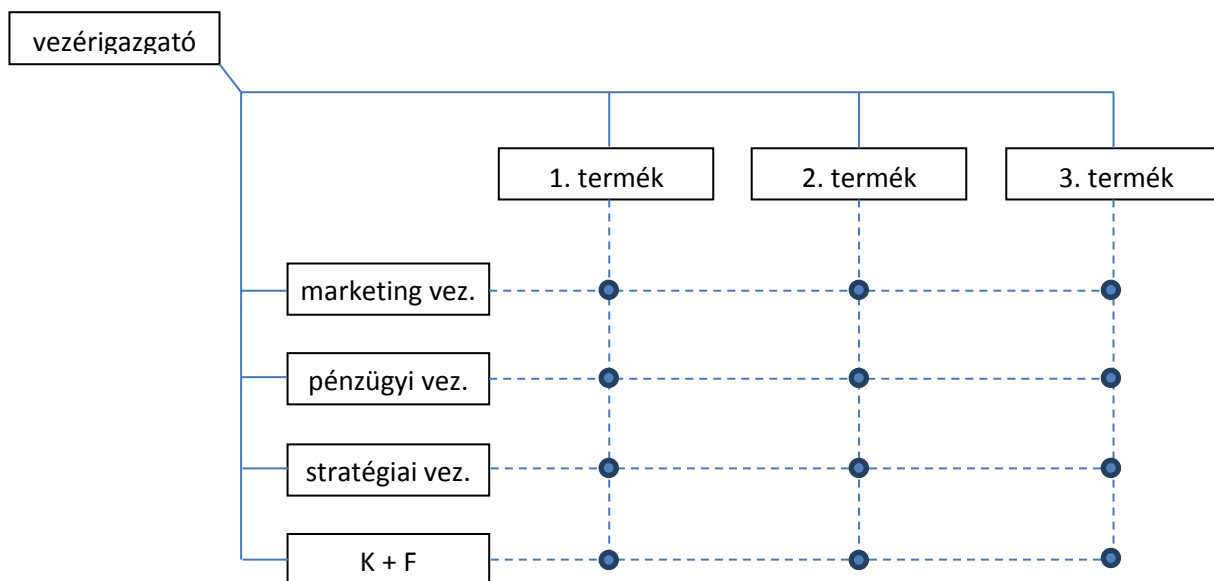 vezérigazgató
1. termék
2. termék
3. termék
marketing vez.
pénzügyi vez.
stratégiai vez.
K + F